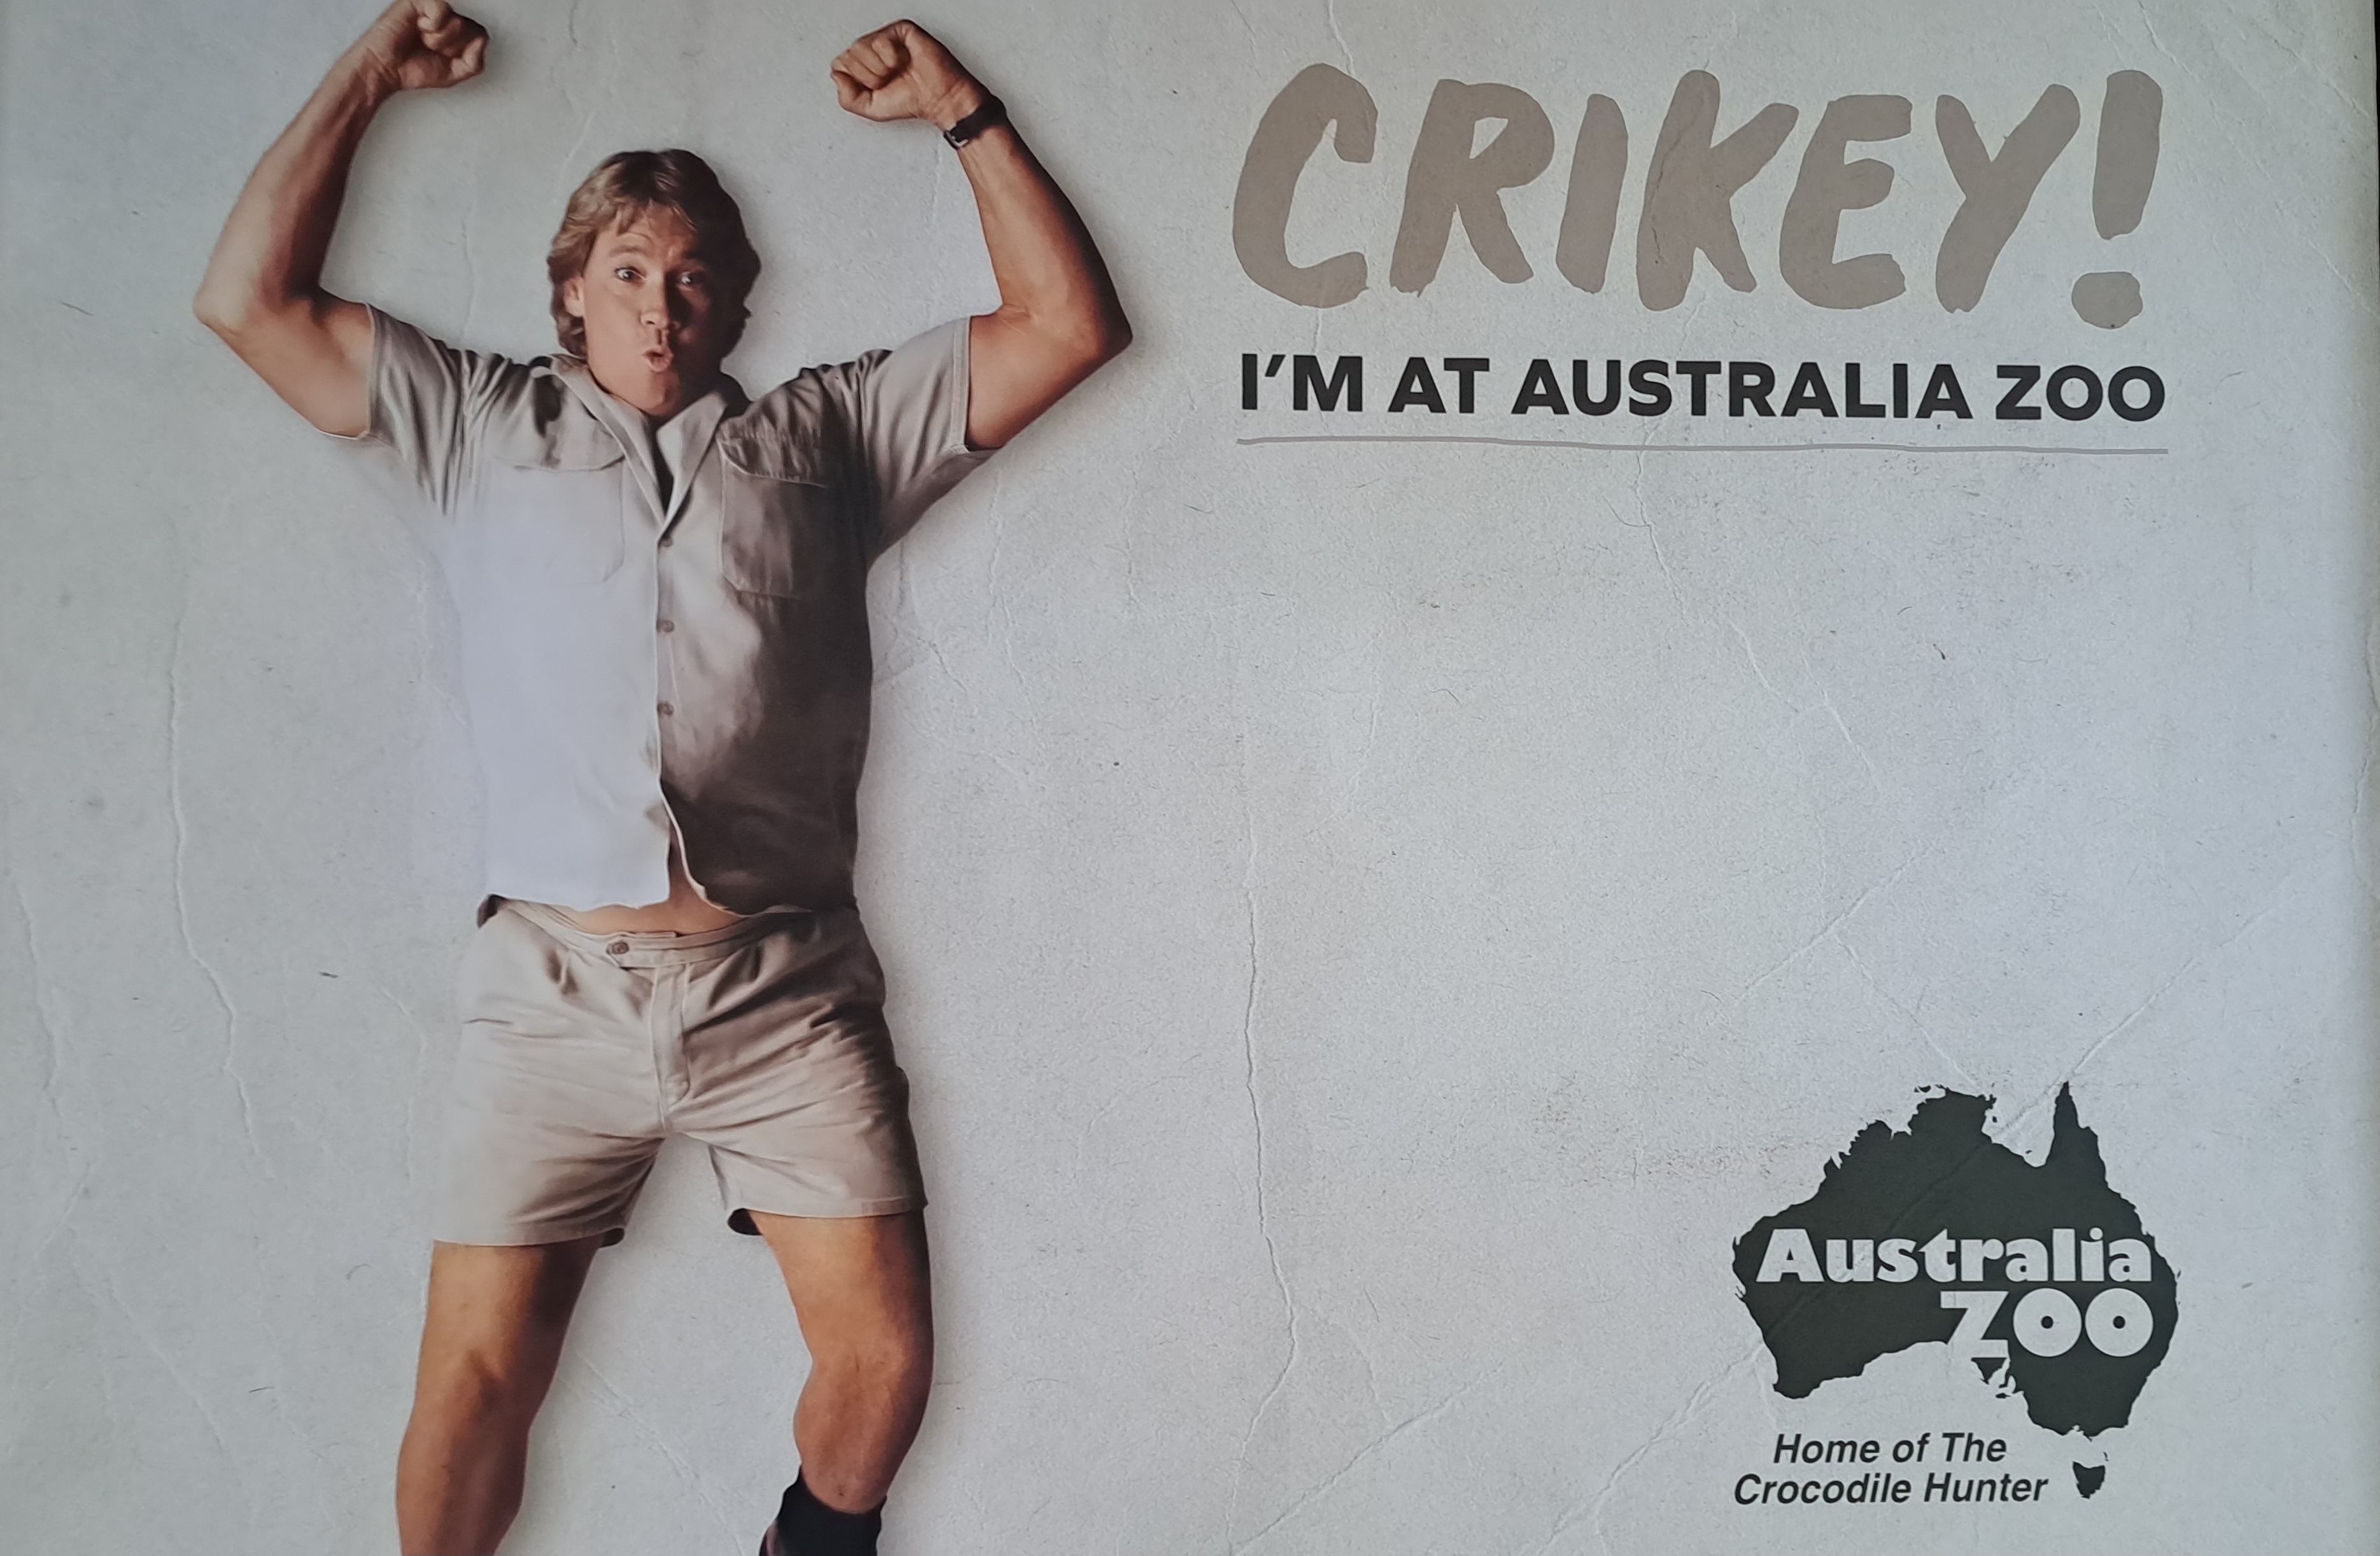 CRIKEY!
I'M AT AUSTRALIA ZOO
Australia
ZOO
Home of The
Crocodile Hunter